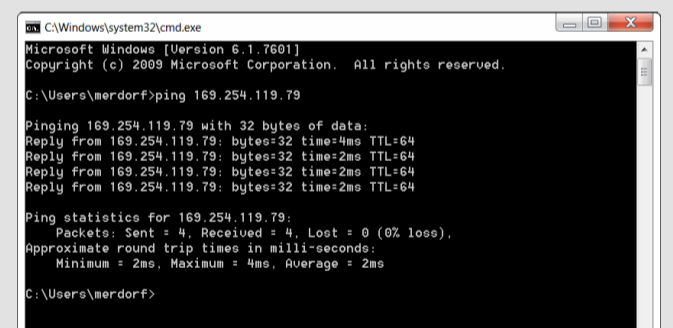 C:\Windows\system32\cmd.exe
Microsoft Windows [Version 6.1.7601]
Copyright (c) 2009 Microsoft Corporation.  All rights reserved.
C:\Users\merdorf>ping 169.254.119.79
Pinging 169.254.119.79 with 32 bytes of data:
Reply from 169.254.119.79: bytes=32 time=4ms TTL=64
Reply from 169.254.119.79: bytes=32 time=2ms TTL=64
Reply from 169.254.119.79: bytes=32 time=2ms TTL=64
Reply from 169.254.119.79: bytes=32 time=2ms TTL=64
Ping statistics for 169.254.119.79:
    Packets: Sent = 4, Received = 4, Lost = 0 (0% loss),
Approximate round trip times in milli-seconds:
    Minimum = 2ms, Maximum = 4ms, Average = 2ms
C:\Users\merdorf>